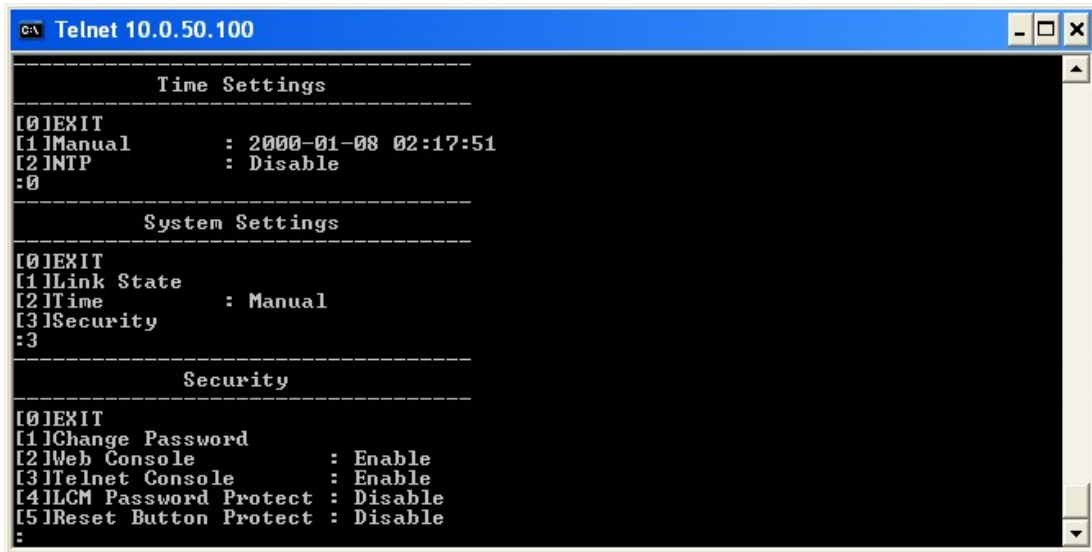 Telnet 10.0.50.100
-----------------------------------
Time Settings
-----------------------------------
[0]EXIT
[1]Manual : 2000-01-08 02:17:51
[2]NTP : Disable
:0
-----------------------------------
System Settings
-----------------------------------
[0]EXIT
[1]Link State
[2]Time : Manual
[3]Security
:3
-----------------------------------
Security
-----------------------------------
[0]EXIT
[1]Change Password
[2]Web Console : Enable
[3]Telnet Console : Enable
[4]LCM Password Protect : Disable
[5]Reset Button Protect : Disable
: